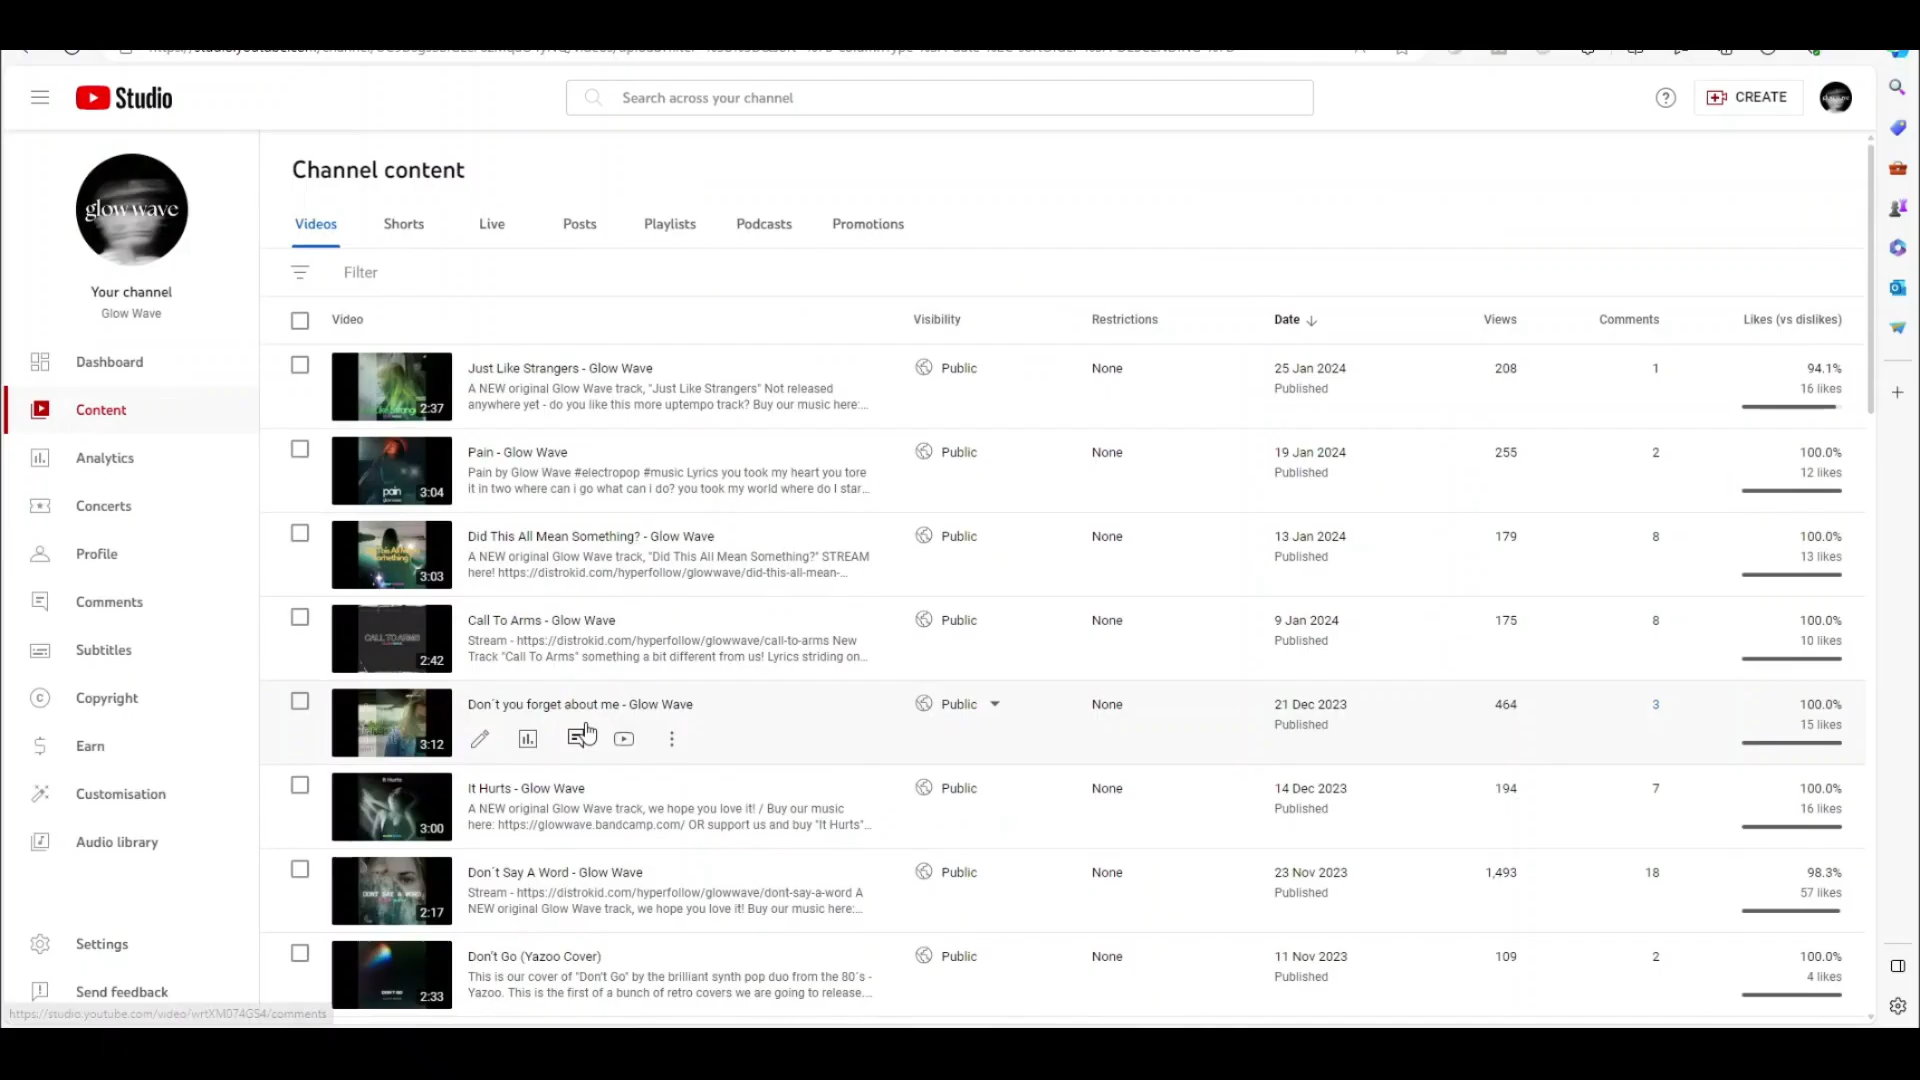 Studio
Search across your channel
CREATE
glow wave
Your channel
Glow Wave
Dashboard
Content
Analytics
Concerts
Profile
Comments
Subtitles
Copyright
Earn
Customisation
Audio library
Settings
Send feedback
https://studio.youtube.com/video/wrtXM074GS4/comments
Channel content
Videos Shorts Live Posts Playlists Podcasts Promotions
Filter
Video Visibility Restrictions Date Views Comments Likes (vs dislikes)
2:37
Just Like Strangers - Glow Wave Public None 25 Jan 2024 208 1 94.1%
A NEW original Glow Wave track, "Just Like Strangers" Not released Published 16 likes
anywhere yet - do you like this more uptempo track? Buy our music here:...
pain 3:04
Pain - Glow Wave Public None 19 Jan 2024 255 2 100.0%
Pain by Glow Wave #electropop #music Lyrics you took my heart you tore Published 12 likes
it in two where can i go what can i do? you took my world where do I star...
3:03
Did This All Mean Something? - Glow Wave Public None 13 Jan 2024 179 8 100.0%
A NEW original Glow Wave track, "Did This All Mean Something?" STREAM Published 13 likes
here! https://distrokid.com/hyperfollow/glowwave/did-this-all-mean-...
CALL TO ARMS 2:42
Call To Arms - Glow Wave Public None 9 Jan 2024 175 8 100.0%
Stream - https://distrokid.com/hyperfollow/glowwave/call-to-arms New Published 10 likes
Track "Call To Arms" something a bit different from us! Lyrics striding on...
3:12
Don´t you forget about me - Glow Wave Public None 21 Dec 2023 464 3 100.0%
Published 15 likes
It Hurts 3:00
It Hurts - Glow Wave Public None 14 Dec 2023 194 7 100.0%
A NEW original Glow Wave track, we hope you love it! / Buy our music Published 16 likes
here: https://glowwave.bandcamp.com/ OR support us and buy "It Hurts"...
DONT SAY A WORD 2:17
Don´t Say A Word - Glow Wave Public None 23 Nov 2023 1,493 18 98.3%
Stream - https://distrokid.com/hyperfollow/glowwave/dont-say-a-word A Published 57 likes
NEW original Glow Wave track, we hope you love it! Buy our music here:...
DON'T GO 2:33
Don't Go (Yazoo Cover) Public None 11 Nov 2023 109 2 100.0%
This is our cover of "Don't Go" by the brilliant synth pop duo from the 80´s - Published 4 likes
Yazoo. This is the first of a bunch of retro covers we are going to release....